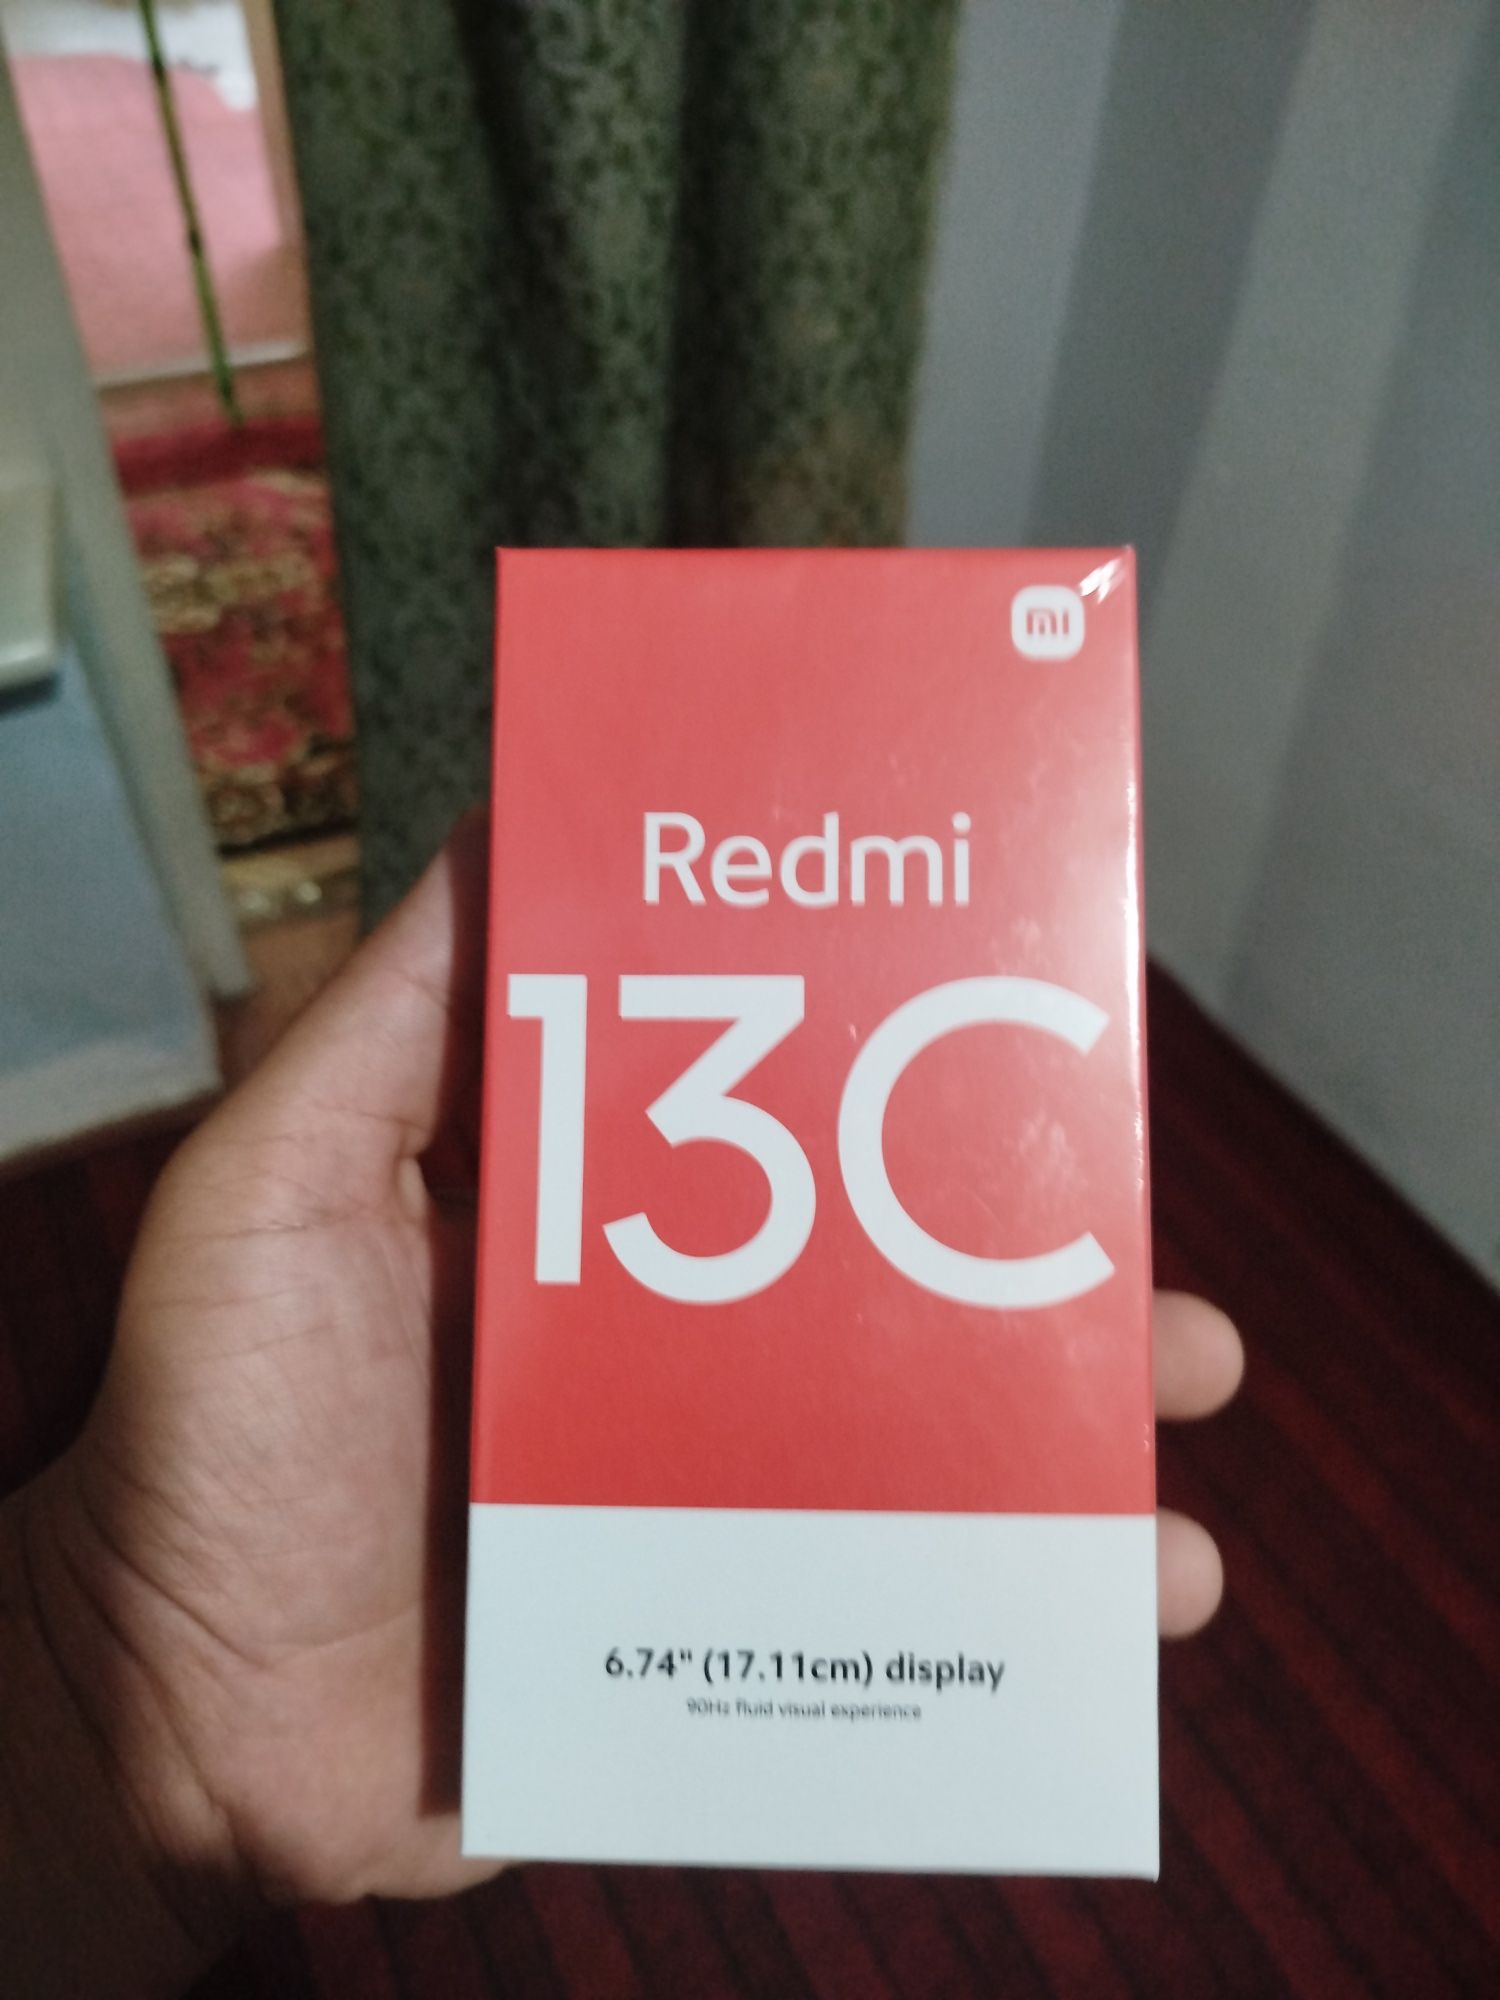 mi
Redmi
13C
6.74" (17.11cm) display
90Hz fluid visual experience